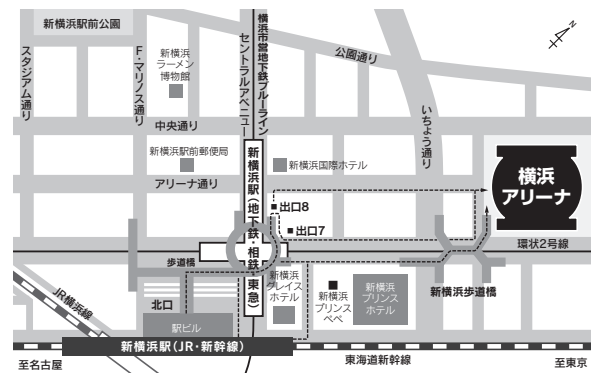 新横浜駅前公園
スタジアム通り
F・マリノス通り
新横浜
ラーメン
博物館
セントラルアベニュー
横浜市営地下鉄ブルーライン
公園通り
いちょう通り
N
中央通り
新横浜駅前郵便局
新横浜国際ホテル
アリーナ通り
新横浜駅(地下鉄・相鉄・東急)
出口8
出口7
横浜
アリーナ
環状2号線
歩道橋
新横浜歩道橋
JR横浜線
北口
駅ビル
新横浜
グレイス
ホテル
新横浜
プリンス
ペペ
新横浜
プリンス
ホテル
新横浜駅(JR・新幹線)
東海道新幹線
至名古屋
至東京